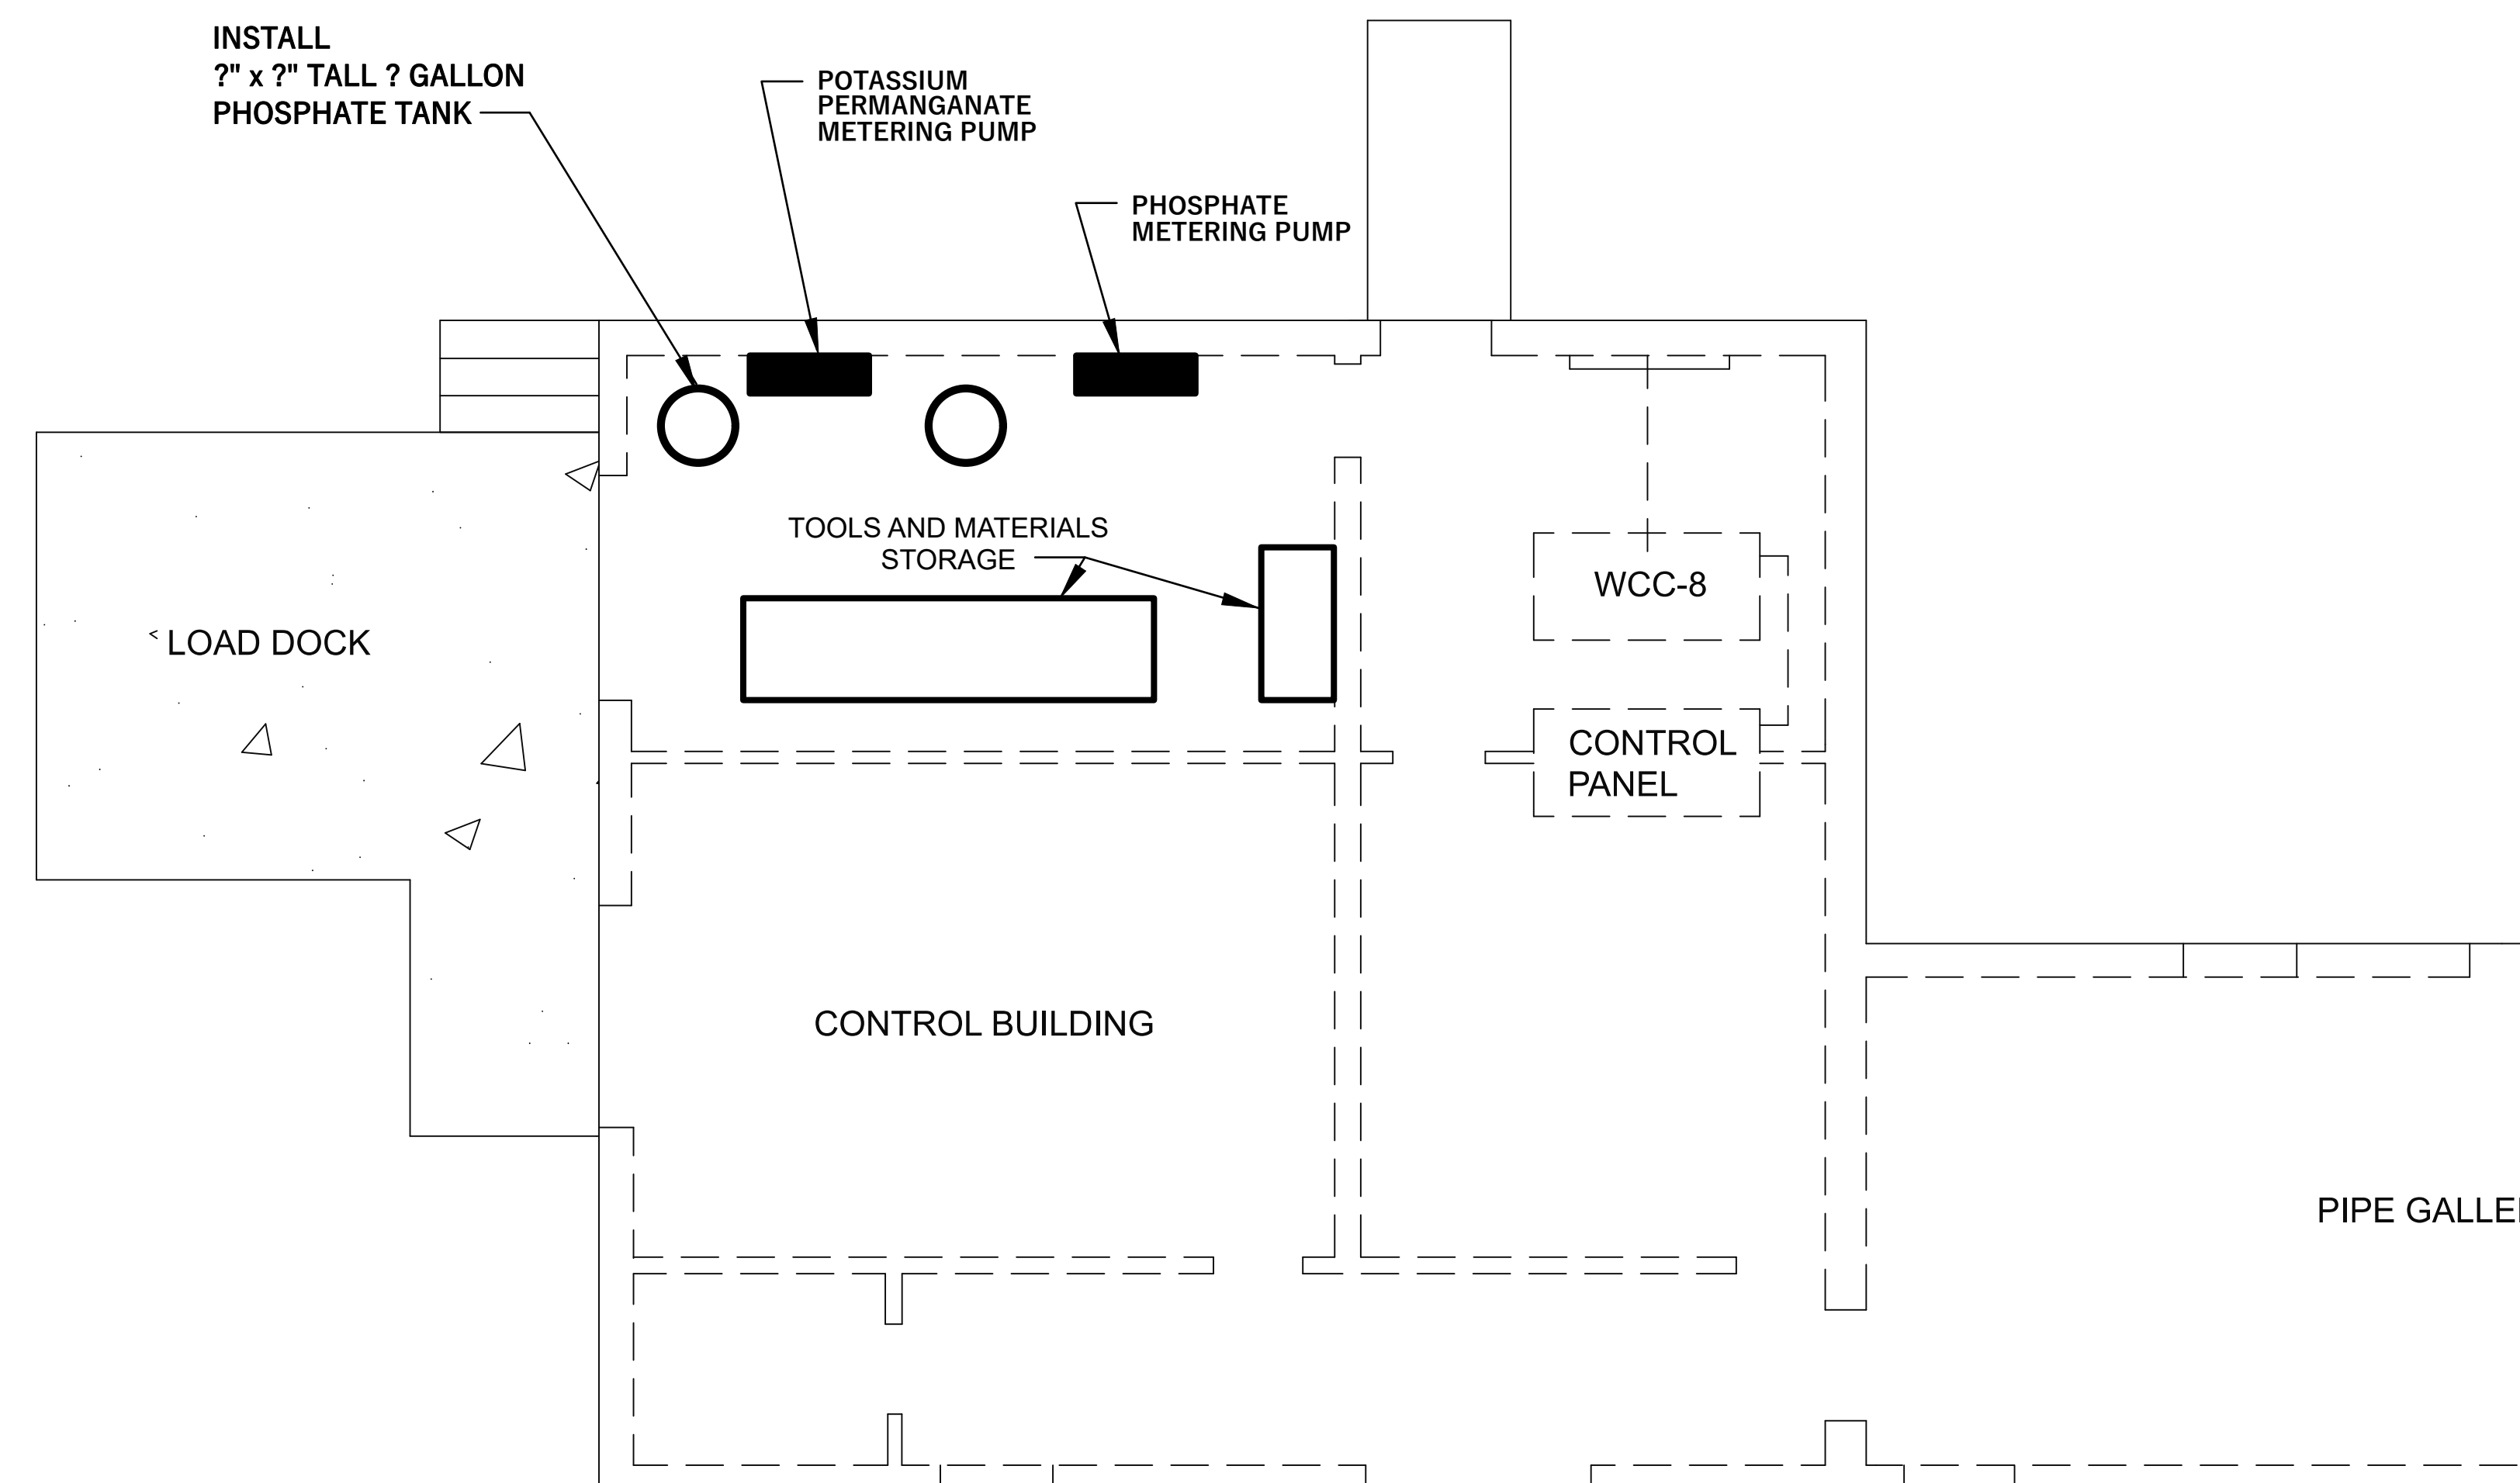 INSTALL
?" x ?" TALL ? GALLON
PHOSPHATE TANK
POTASSIUM
PERMANGANATE
METERING PUMP
PHOSPHATE
METERING PUMP
TOOLS AND MATERIALS
STORAGE
WCC-8
LOAD DOCK
CONTROL
PANEL
CONTROL BUILDING
PIPE